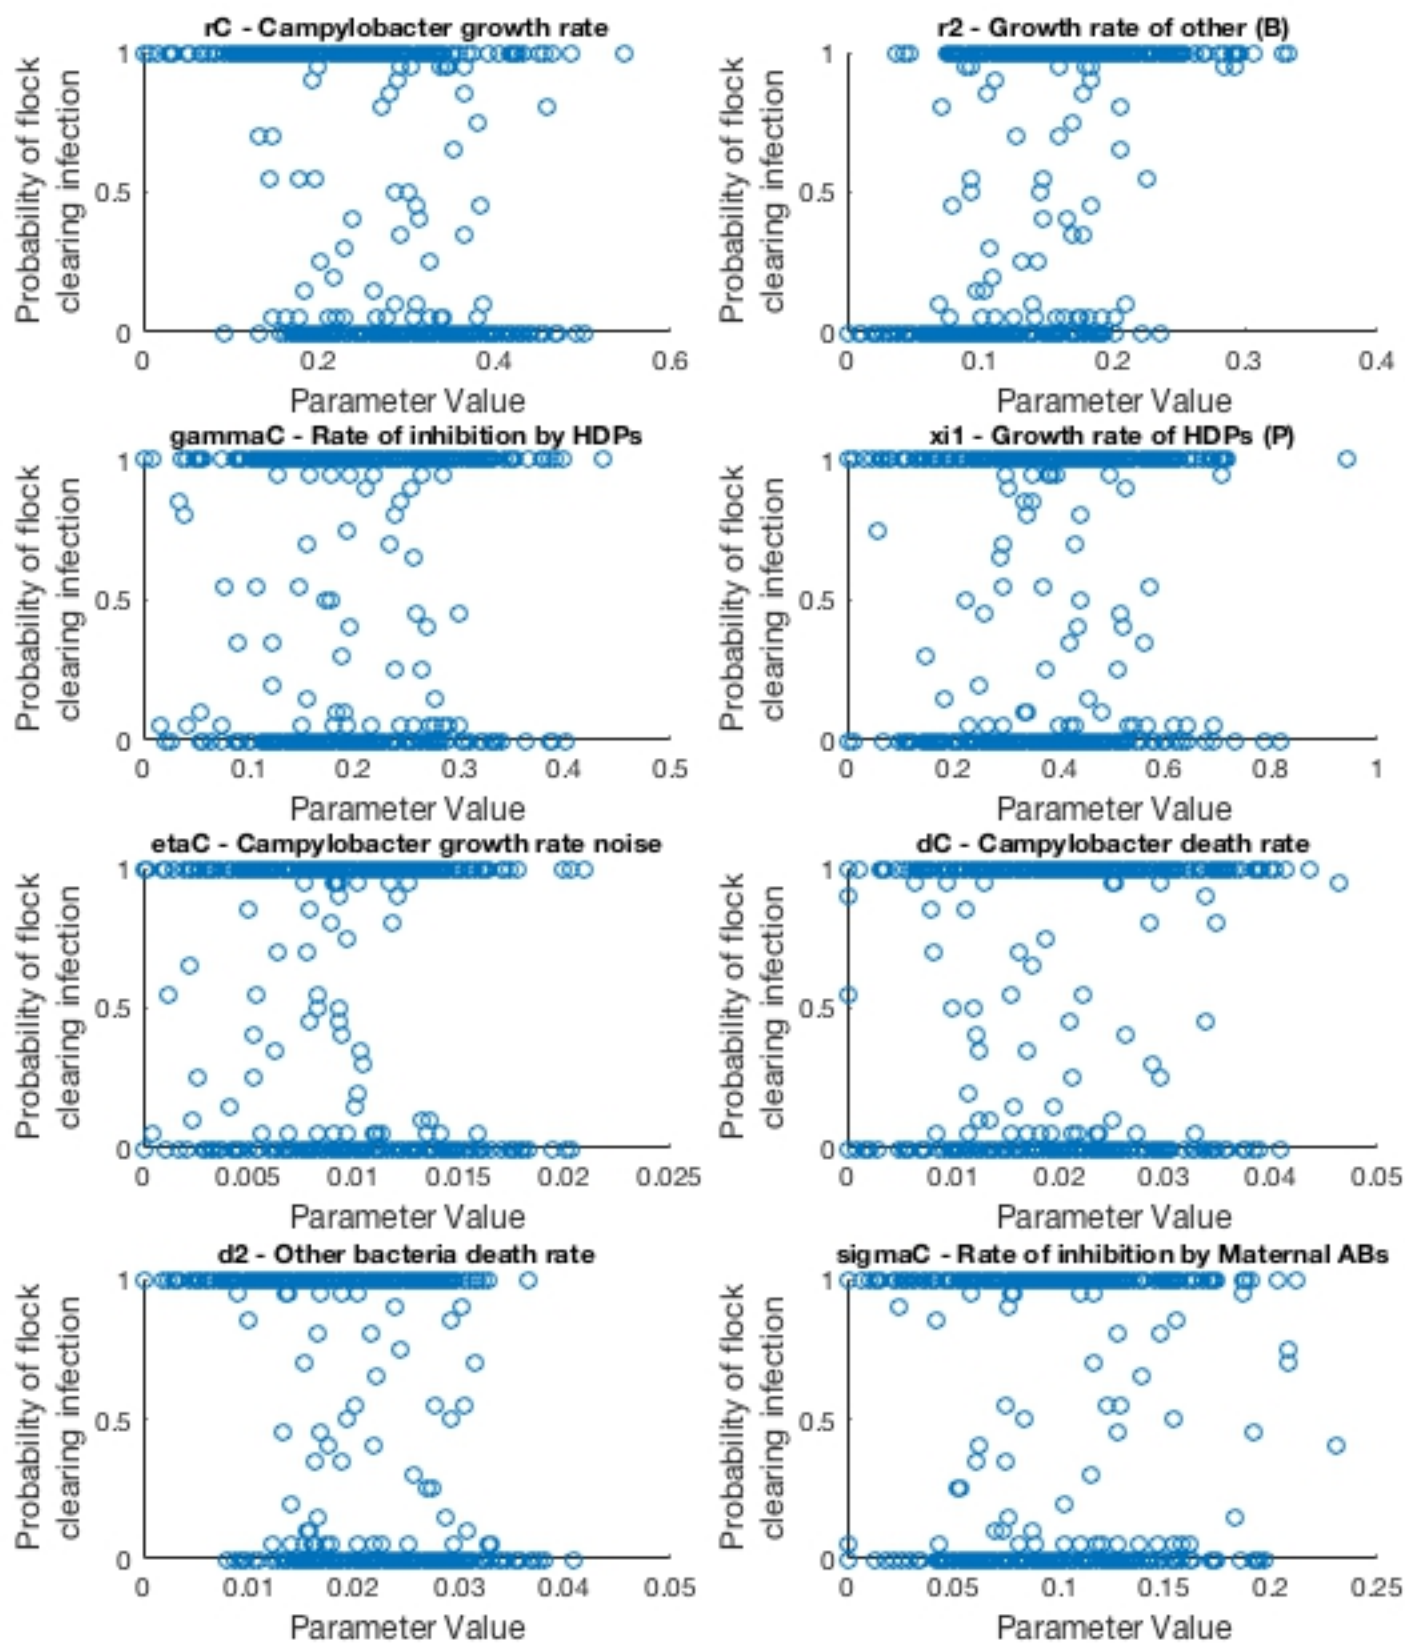 rC - Campylobacter growth rate
Probability of flock
clearing infection
1
0.5
0
0 0.2 0.4 0.6
Parameter Value
r2 - Growth rate of other (B)
Probability of flock
clearing infection
1
0.5
0
0 0.1 0.2 0.3 0.4
Parameter Value
gammaC - Rate of inhibition by HDPs
Probability of flock
clearing infection
1
0.5
0
0 0.1 0.2 0.3 0.4 0.5
Parameter Value
xi1 - Growth rate of HDPs (P)
Probability of flock
clearing infection
1
0.5
0
0 0.2 0.4 0.6 0.8 1
Parameter Value
etaC - Campylobacter growth rate noise
Probability of flock
clearing infection
1
0.5
0
0 0.005 0.01 0.015 0.02 0.025
Parameter Value
dC - Campylobacter death rate
Probability of flock
clearing infection
1
0.5
0
0 0.01 0.02 0.03 0.04 0.05
Parameter Value
d2 - Other bacteria death rate
Probability of flock
clearing infection
1
0.5
0
0 0.01 0.02 0.03 0.04 0.05
Parameter Value
sigmaC - Rate of inhibition by Maternal ABs
Probability of flock
clearing infection
1
0.5
0
0 0.05 0.1 0.15 0.2 0.25
Parameter Value